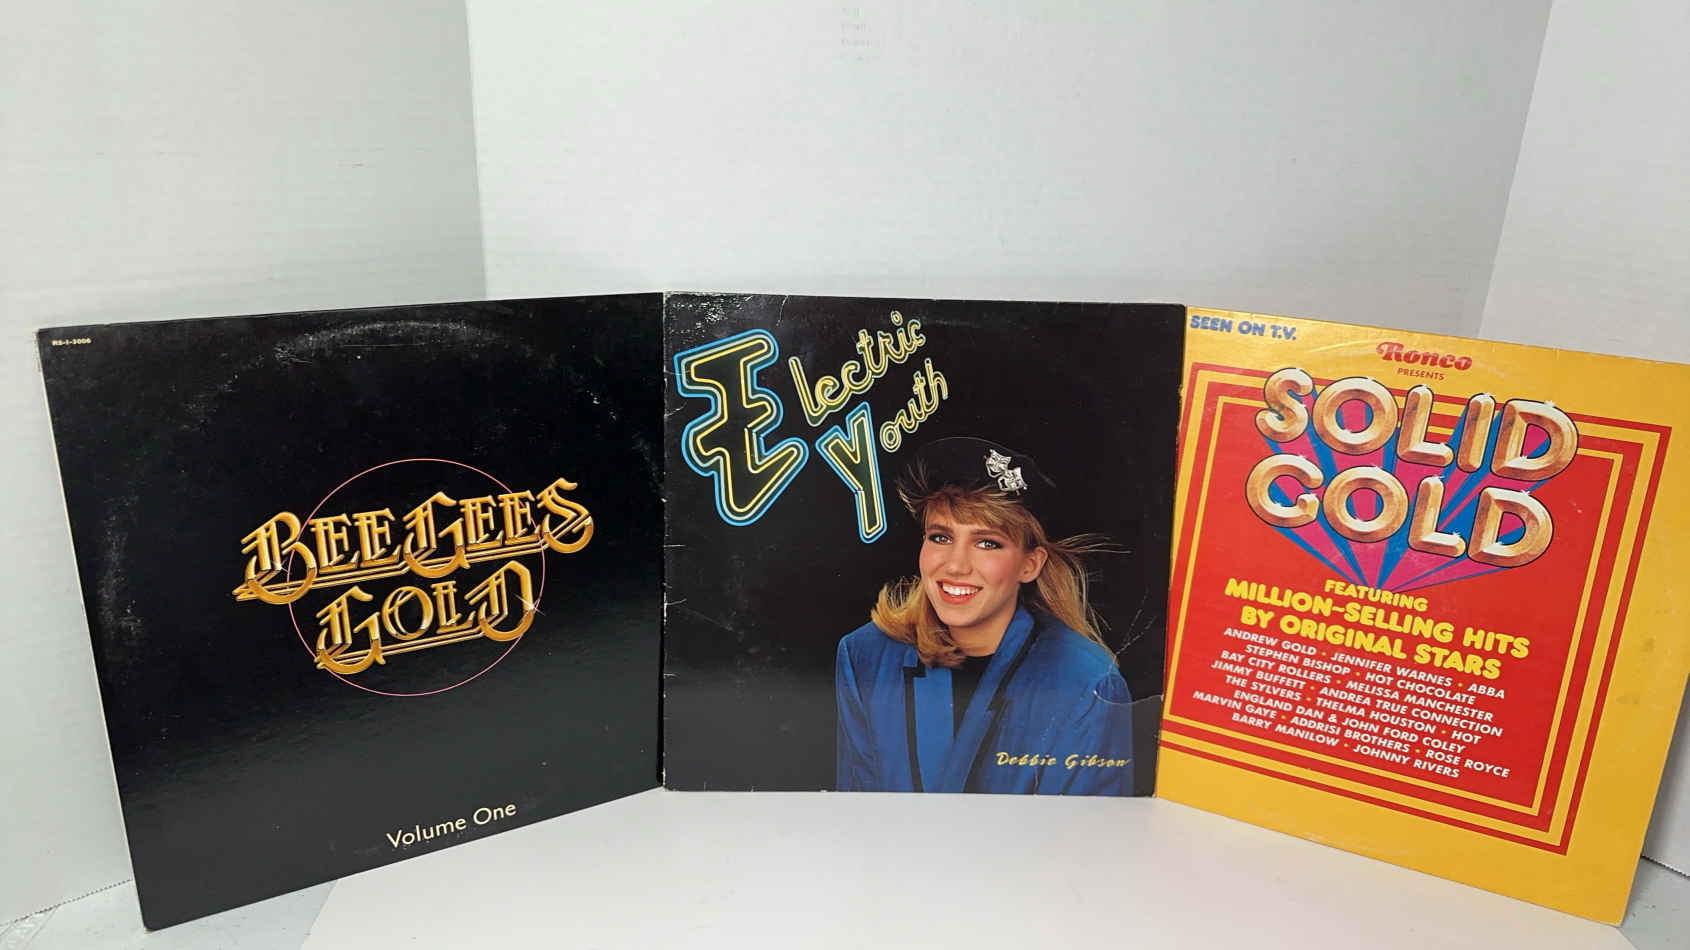 RS-1-3006
BEE GEES
GOLD
Volume One
Electric
Youth
Debbie Gibson
SEEN ON T.V.
Ronco
PRESENTS
SOLID
GOLD
FEATURING
MILLION-SELLING HITS
BY ORIGINAL STARS
ANDREW GOLD • JENNIFER WARNES • ABBA
STEPHEN BISHOP • HOT CHOCOLATE
BAY CITY ROLLERS • MELISSA MANCHESTER
JIMMY BUFFETT • ANDREA TRUE CONNECTION
THE SYLVERS • THELMA HOUSTON • HOT
ENGLAND DAN & JOHN FORD COLEY
MARVIN GAYE • ADDRISI BROTHERS • ROSE ROYCE
BARRY MANILOW • JOHNNY RIVERS